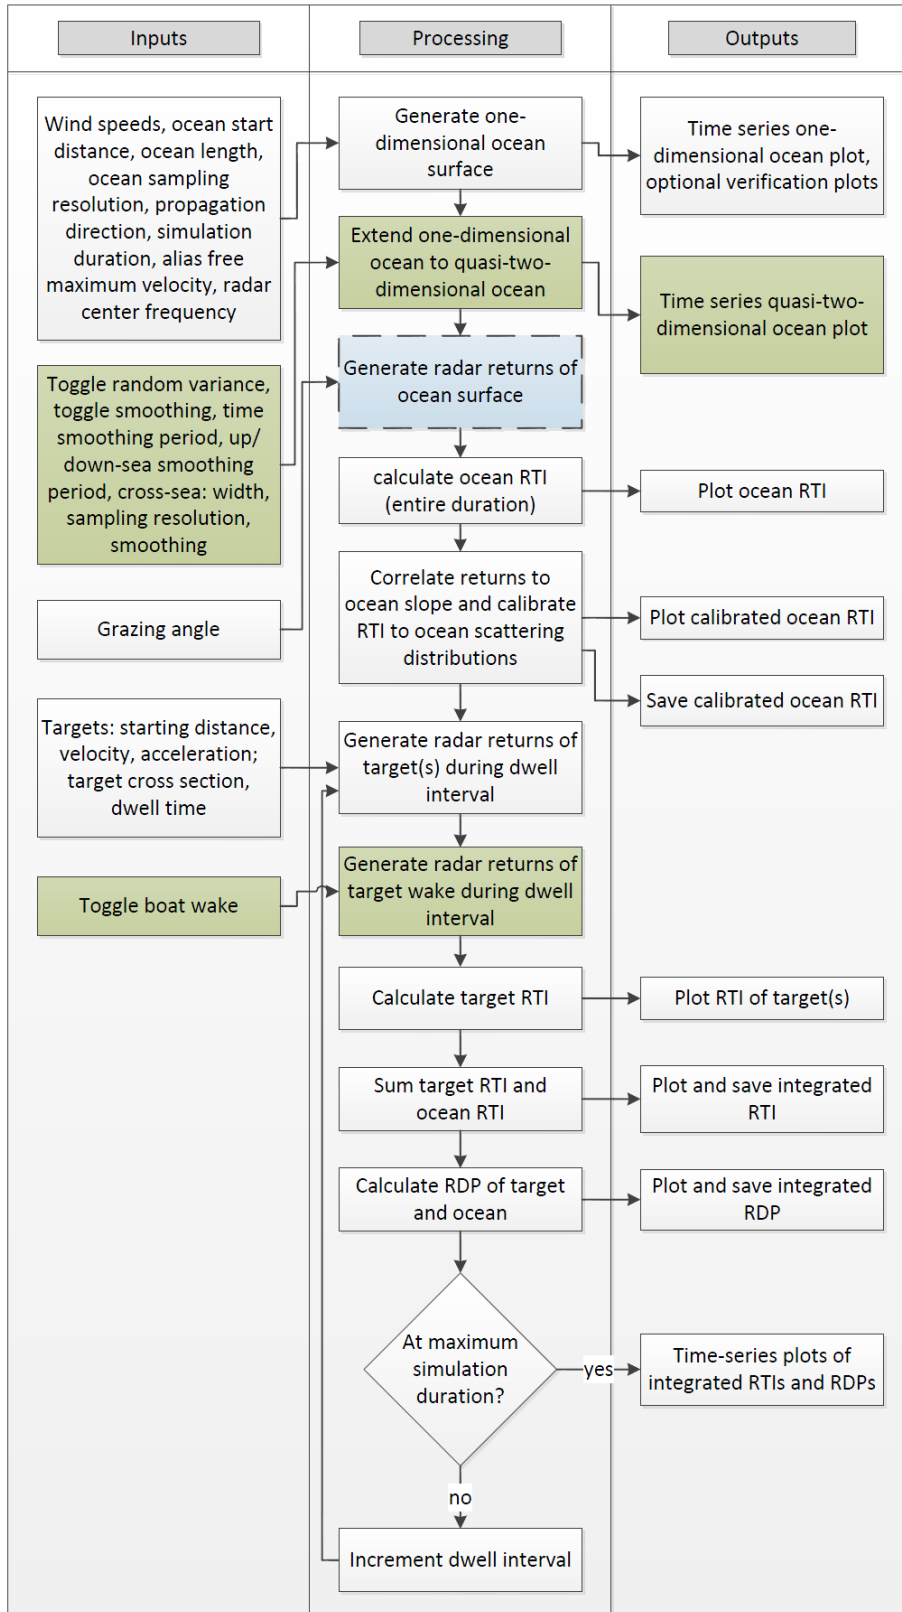 Inputs
Processing
Outputs
Wind speeds, ocean start
distance, ocean length,
ocean sampling
resolution, propagation
direction, simulation
duration, alias free
maximum velocity, radar
center frequency
Generate one-
dimensional ocean
surface
Time series one-
dimensional ocean plot,
optional verification plots
Extend one-dimensional
ocean to quasi-two-
dimensional ocean
Time series quasi-two-
dimensional ocean plot
Toggle random variance,
toggle smoothing, time
smoothing period, up/
down-sea smoothing
period, cross-sea: width,
sampling resolution,
smoothing
Generate radar returns of
ocean surface
calculate ocean RTI
(entire duration)
Plot ocean RTI
Grazing angle
Correlate returns to
ocean slope and calibrate
RTI to ocean scattering
distributions
Plot calibrated ocean RTI
Save calibrated ocean RTI
Targets: starting distance,
velocity, acceleration;
target cross section,
dwell time
Generate radar returns of
target(s) during dwell
interval
Toggle boat wake
Generate radar returns of
target wake during dwell
interval
Calculate target RTI
Plot RTI of target(s)
Sum target RTI and
ocean RTI
Plot and save integrated
RTI
Calculate RDP of target
and ocean
Plot and save integrated
RDP
At maximum
simulation
duration?
yes
Time-series plots of
integrated RTIs and RDPs
no
Increment dwell interval